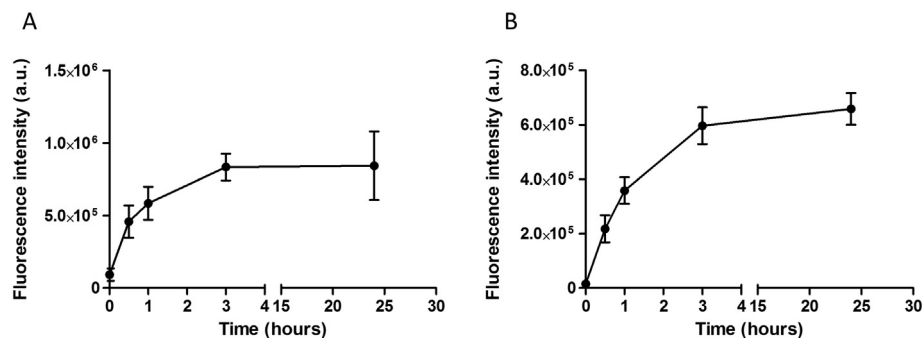 A
B
Fluorescence intensity (a.u.)
1.5×10⁶
1.0×10⁶
5.0×10⁵
0
0 1 3 4 15 20 25 30
Time (hours)
Fluorescence intensity (a.u.)
8.0×10⁵
6.0×10⁵
4.0×10⁵
2.0×10⁵
0
0 1 3 4 15 20 25 30
Time (hours)